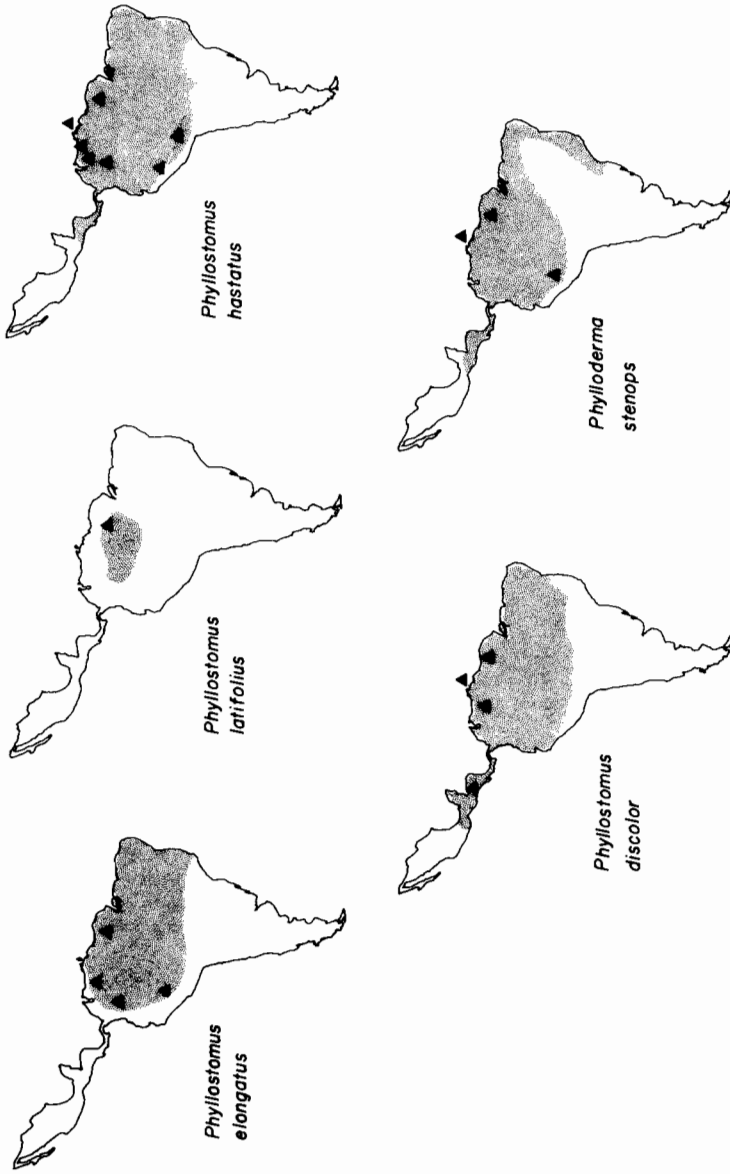 Phyllostomus
hastatus
Phyllostomus
latifolius
Phylloderma
stenops
Phyllostomus
elongatus
Phyllostomus
discolor